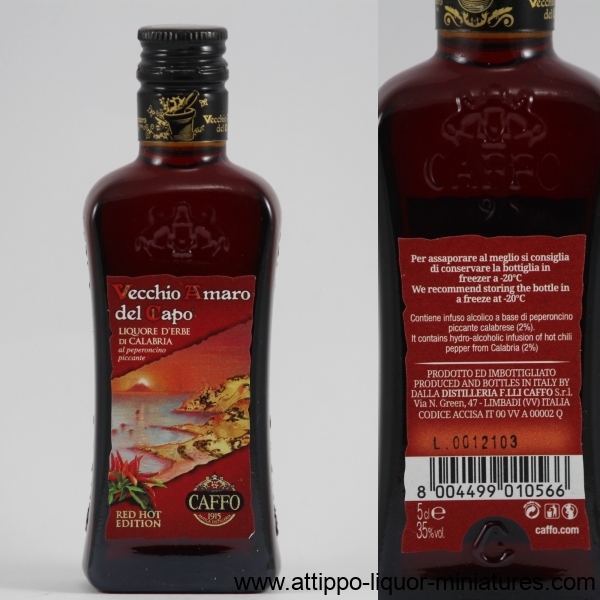 Vecchio
del
Vecchio Amaro
del Capo
LIQUORE D'ERBE
DI CALABRIA
al peperoncino
piccante
RED HOT
EDITION
CAFFO
1915
CAFFO
Per assaporare al meglio si consiglia
di conservare la bottiglia in
freezer a -20°C
We recommend storing the bottle in
a freeze at -20°C
Contiene infuso alcolico a base di peperoncino
piccante calabrese (2%).
It contains hydro-alcoholic infusion of hot chili
pepper from Calabria (2%)
PRODOTTO ED IMBOTTIGLIATO
PRODUCED AND BOTTLES IN ITALY BY
DALLA DISTILLERIA F.LLI CAFFO S.r.l.
Via N. Green, 47 - LIMBADI (VV) ITALIA
CODICE ACCISA IT 00 VV A 00002 Q
L.0012103
8 004499 010566
5 cl e
35% vol.
caffo.com
www.attippo-liquor-miniatures.com